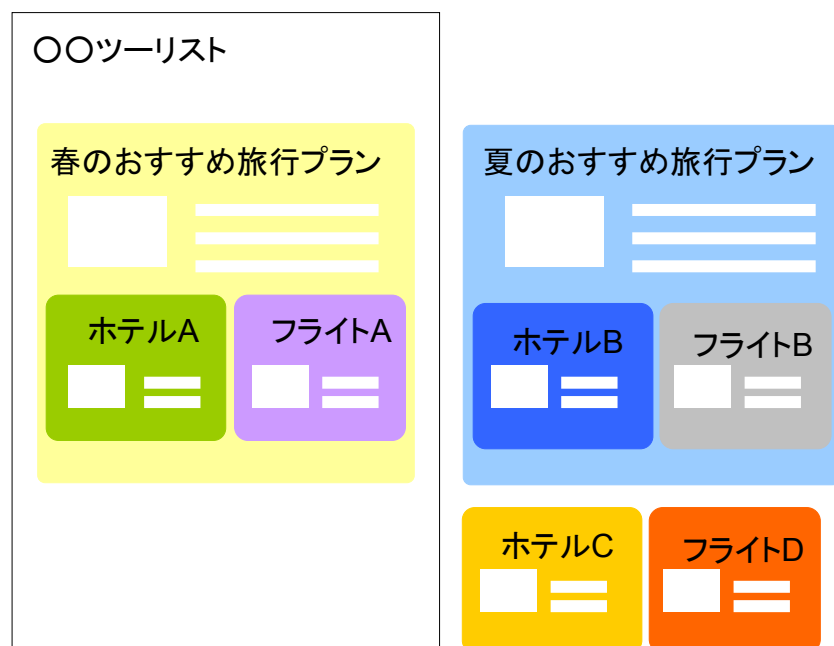 〇〇ツーリスト
春のおすすめ旅行プラン
ホテルA
フライトA
夏のおすすめ旅行プラン
ホテルB
フライトB
ホテルC
フライトD